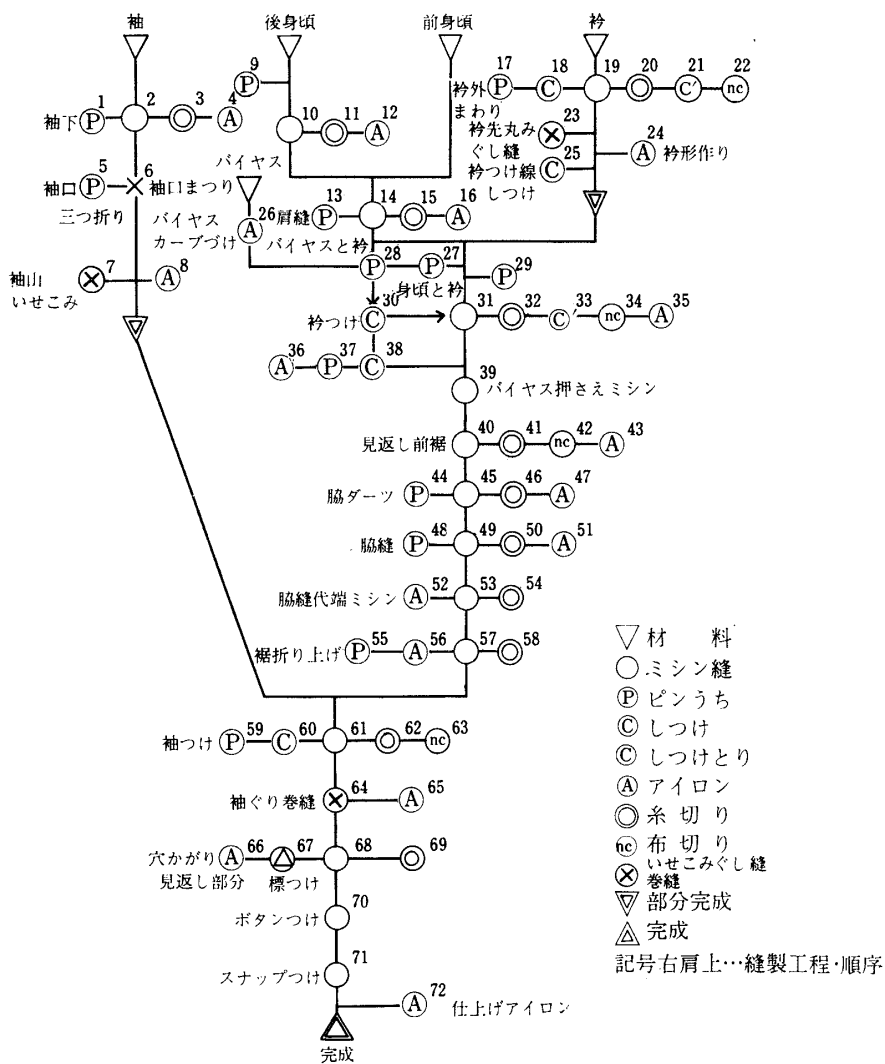 袖
後身頃
前身頃
衿
9
17
18
19
20
21
22
P
P
C
C′
nc
衿外
まわり
1
2
3
4
P
A
袖下
10
11
12
A
23
衿先丸み
ぐし縫
24
A
衿形作り
25
衿つけ線
しつけ
C
5
6
袖口
P
袖口まつり
三つ折り
バイヤス
バイヤス
カーブづけ
26
A
13
14
15
16
肩縫
P
A
バイヤスと衿
28
27
P
P
29
P
身頃と衿
7
8
袖山
いせこみ
A
30
31
32
33
34
35
衿つけ
C
C′
nc
A
36
37
38
A
P
C
39
バイヤス押さえミシン
40
41
42
43
見返し前裾
nc
A
44
45
46
47
脇ダーツ
P
A
48
49
50
51
脇縫
P
A
52
53
54
脇縫代端ミシン
A
55
56
57
58
裾折り上げ
P
A
59
60
61
62
63
袖つけ
P
C
nc
64
65
袖ぐり巻縫
A
66
67
68
69
穴かがり
A
見返し部分
標つけ
70
ボタンつけ
71
スナップつけ
72
A
仕上げアイロン
完成
材 料
ミシン縫
P ピンうち
C しつけ
C しつけとり
A アイロン
糸切り
nc 布切り
いせこみぐし縫
巻縫
部分完成
完成
記号右肩上…縫製工程・順序